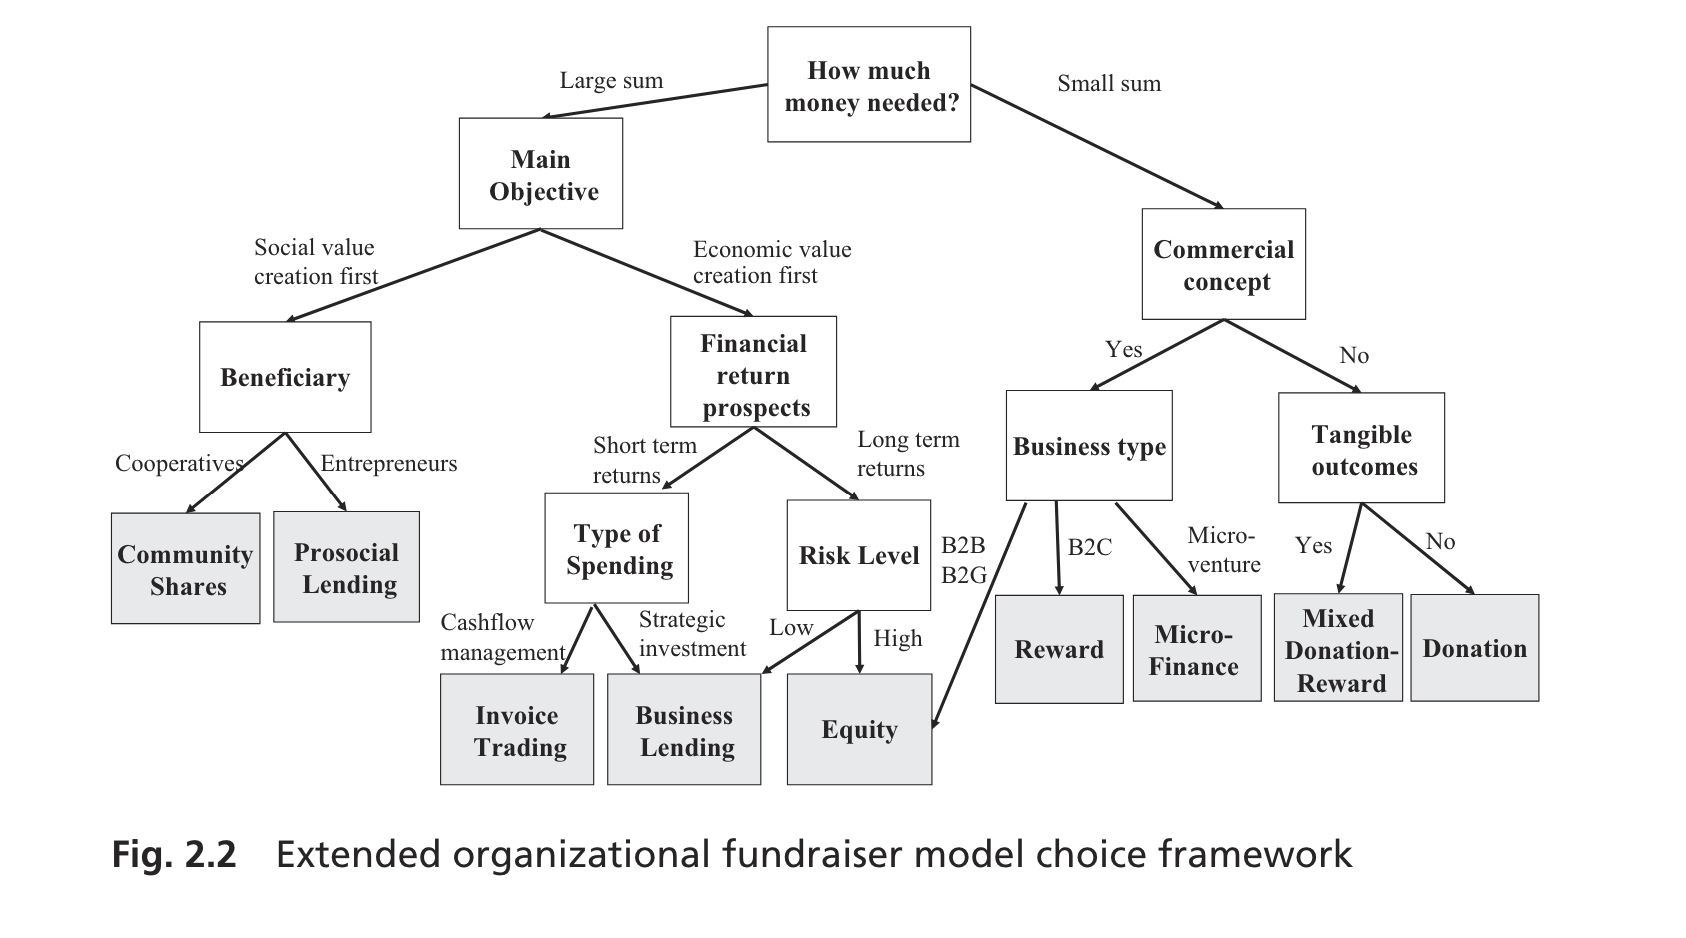 How much
money needed?
Large sum
Small sum
Main
Objective
Social value
creation first
Economic value
creation first
Commercial
concept
Beneficiary
Financial
return
prospects
Yes
No
Cooperatives
Entrepreneurs
Short term
returns
Long term
returns
Business type
Tangible
outcomes
Community
Shares
Prosocial
Lending
Type of
Spending
Risk Level
B2B
B2G
B2C
Micro-
venture
Yes
No
Cashflow
management
Strategic
investment
Low
High
Reward
Micro-
Finance
Mixed
Donation-
Reward
Donation
Invoice
Trading
Business
Lending
Equity
Fig. 2.2 Extended organizational fundraiser model choice framework